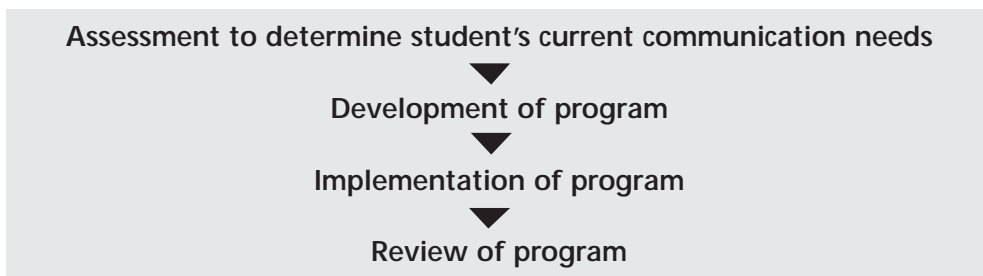 Assessment to determine student's current communication needs
Development of program
Implementation of program
Review of program